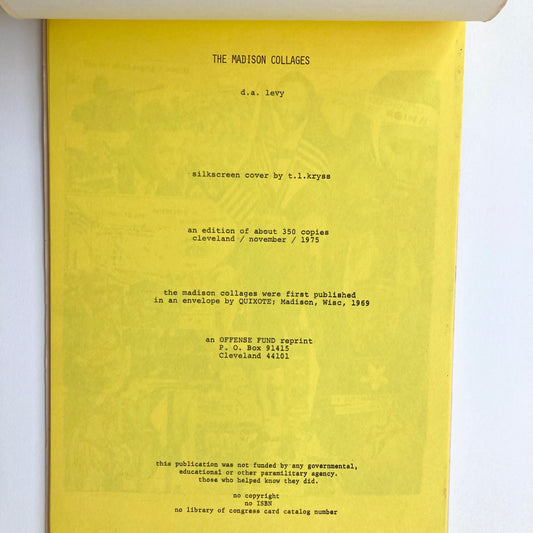 THE MADISON COLLAGES
d.a. levy
silkscreen cover by t.l.kryss
an edition of about 350 copies
cleveland / november / 1975
the madison collages were first published
in an envelope by QUIXOTE; Madison, Wisc, 1969
an OFFENSE FUND reprint
P. O. Box 91415
Cleveland 44101
this publication was not funded by any governmental,
educational or other paramilitary agency.
those who helped know they did.
no copyright
no ISBN
no library of congress card catalog number